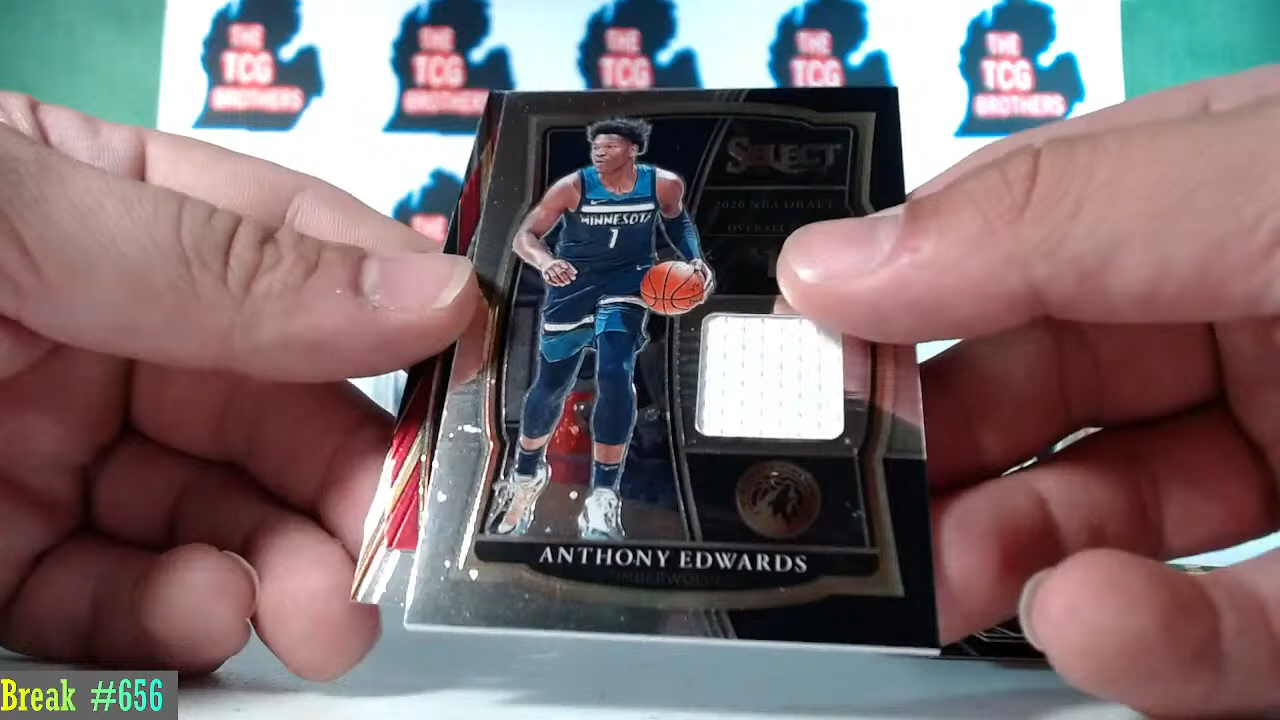 THE
TCG
BROTHERS
THE
TCG
BROTHERS
THE
TCG
THE
TCG
THE
TCG
BROTHERS
SELECT
2020 NBA DRAFT
OVERALL
MINNESOTA
1
ANTHONY EDWARDS
Break #656